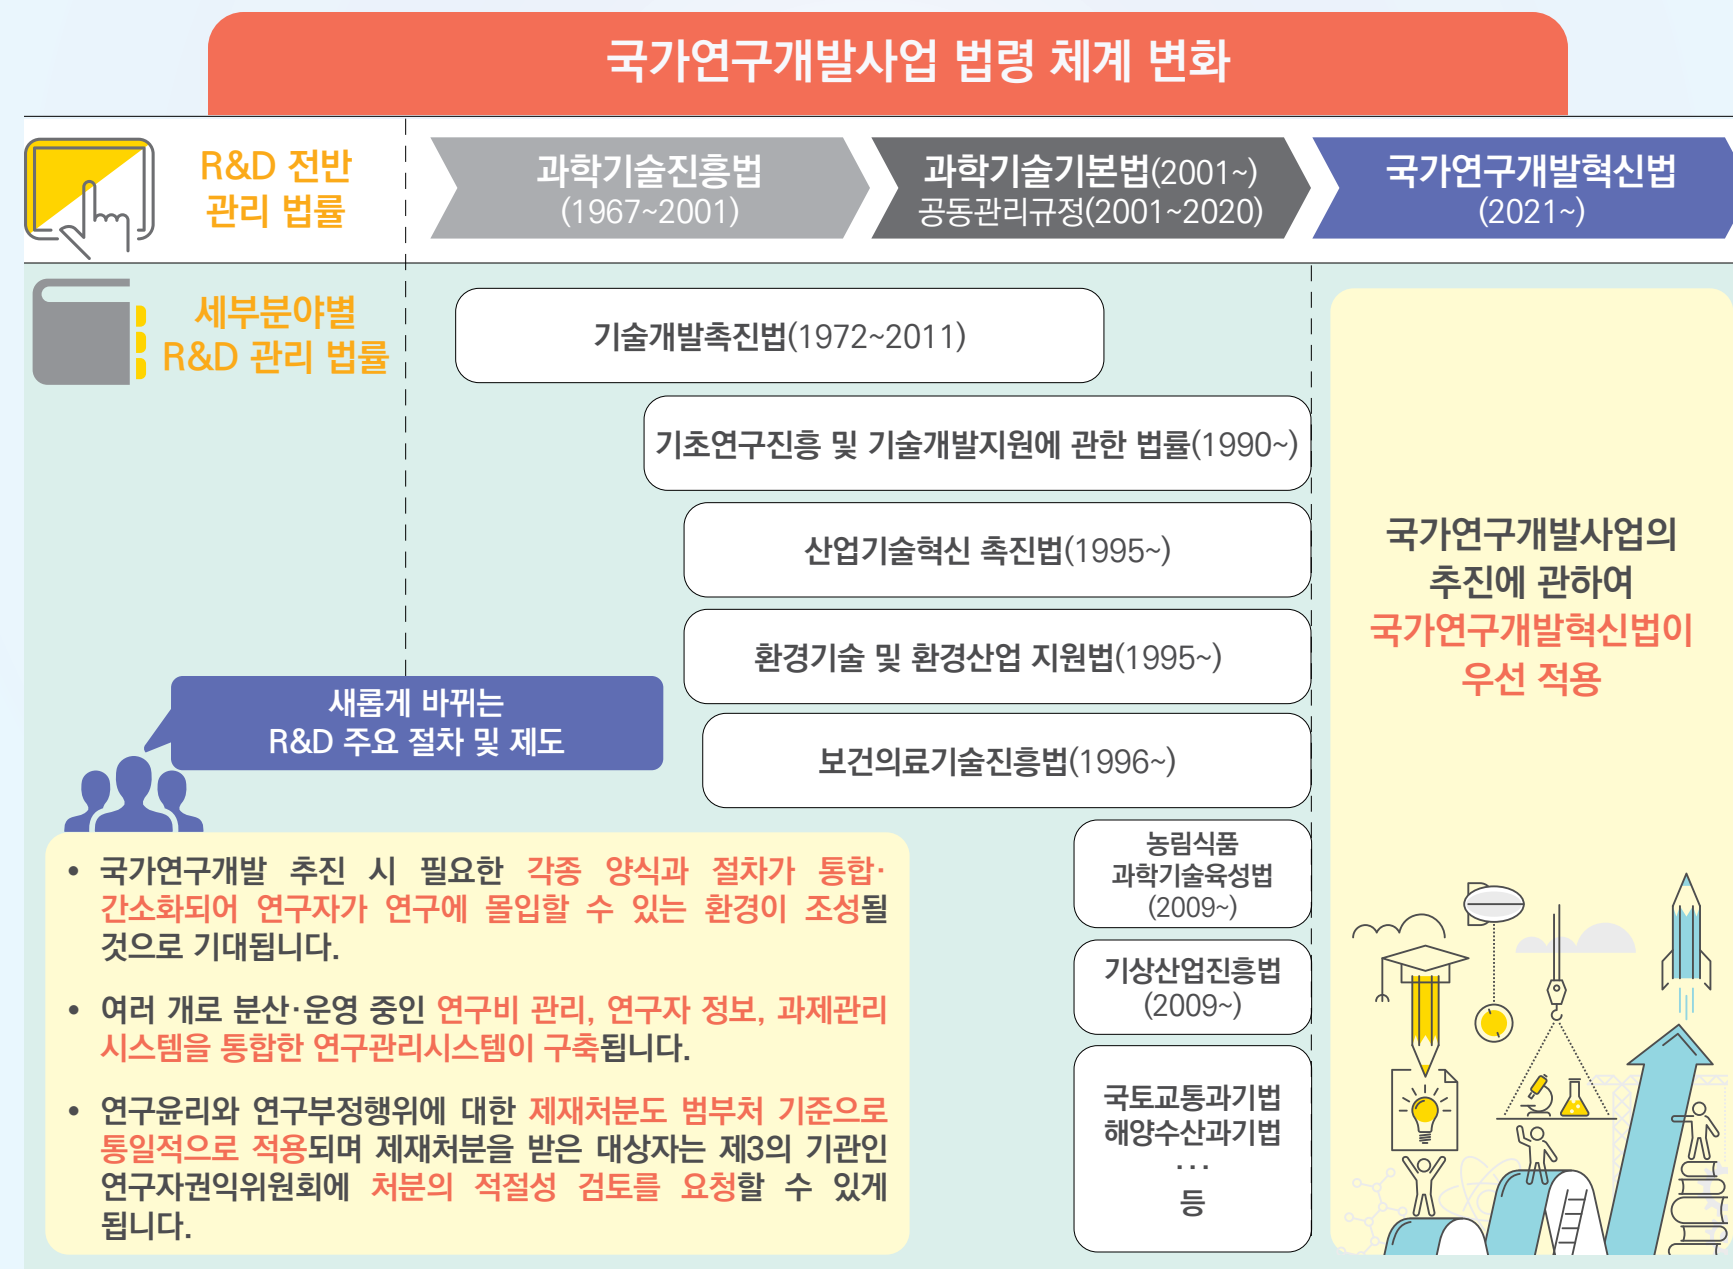 국가연구개발사업 법령 체계 변화
R&D 전반
관리 법률
과학기술진흥법
(1967~2001)
과학기술기본법(2001~)
공동관리규정(2001~2020)
국가연구개발혁신법
(2021~)
세부분야별
R&D 관리 법률
기술개발촉진법(1972~2011)
기초연구진흥 및 기술개발지원에 관한 법률(1990~)
산업기술혁신 촉진법(1995~)
환경기술 및 환경산업 지원법(1995~)
보건의료기술진흥법(1996~)
농림식품
과학기술육성법
(2009~)
기상산업진흥법
(2009~)
국토교통과기법
해양수산과기법
···
등
국가연구개발사업의
추진에 관하여
국가연구개발혁신법이
우선 적용
새롭게 바뀌는
R&D 주요 절차 및 제도
• 국가연구개발 추진 시 필요한 각종 양식과 절차가 통합·
간소화되어 연구자가 연구에 몰입할 수 있는 환경이 조성될
것으로 기대됩니다.
• 여러 개로 분산·운영 중인 연구비 관리, 연구자 정보, 과제관리
시스템을 통합한 연구관리시스템이 구축됩니다.
• 연구윤리와 연구부정행위에 대한 제재처분도 범부처 기준으로
통일적으로 적용되며 제재처분을 받은 대상자는 제3의 기관인
연구자권익위원회에 처분의 적절성 검토를 요청할 수 있게
됩니다.